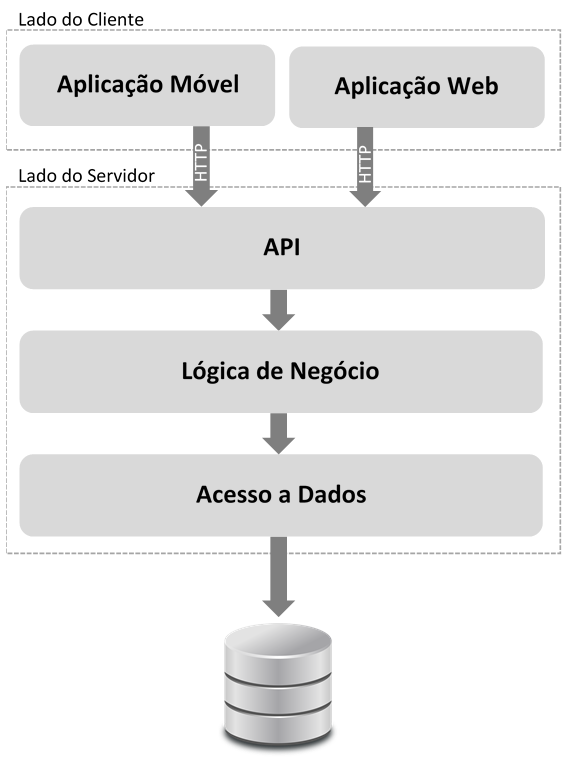 Lado do Cliente
Aplicação Móvel
Aplicação Web
HTTP
HTTP
Lado do Servidor
API
Lógica de Negócio
Acesso a Dados